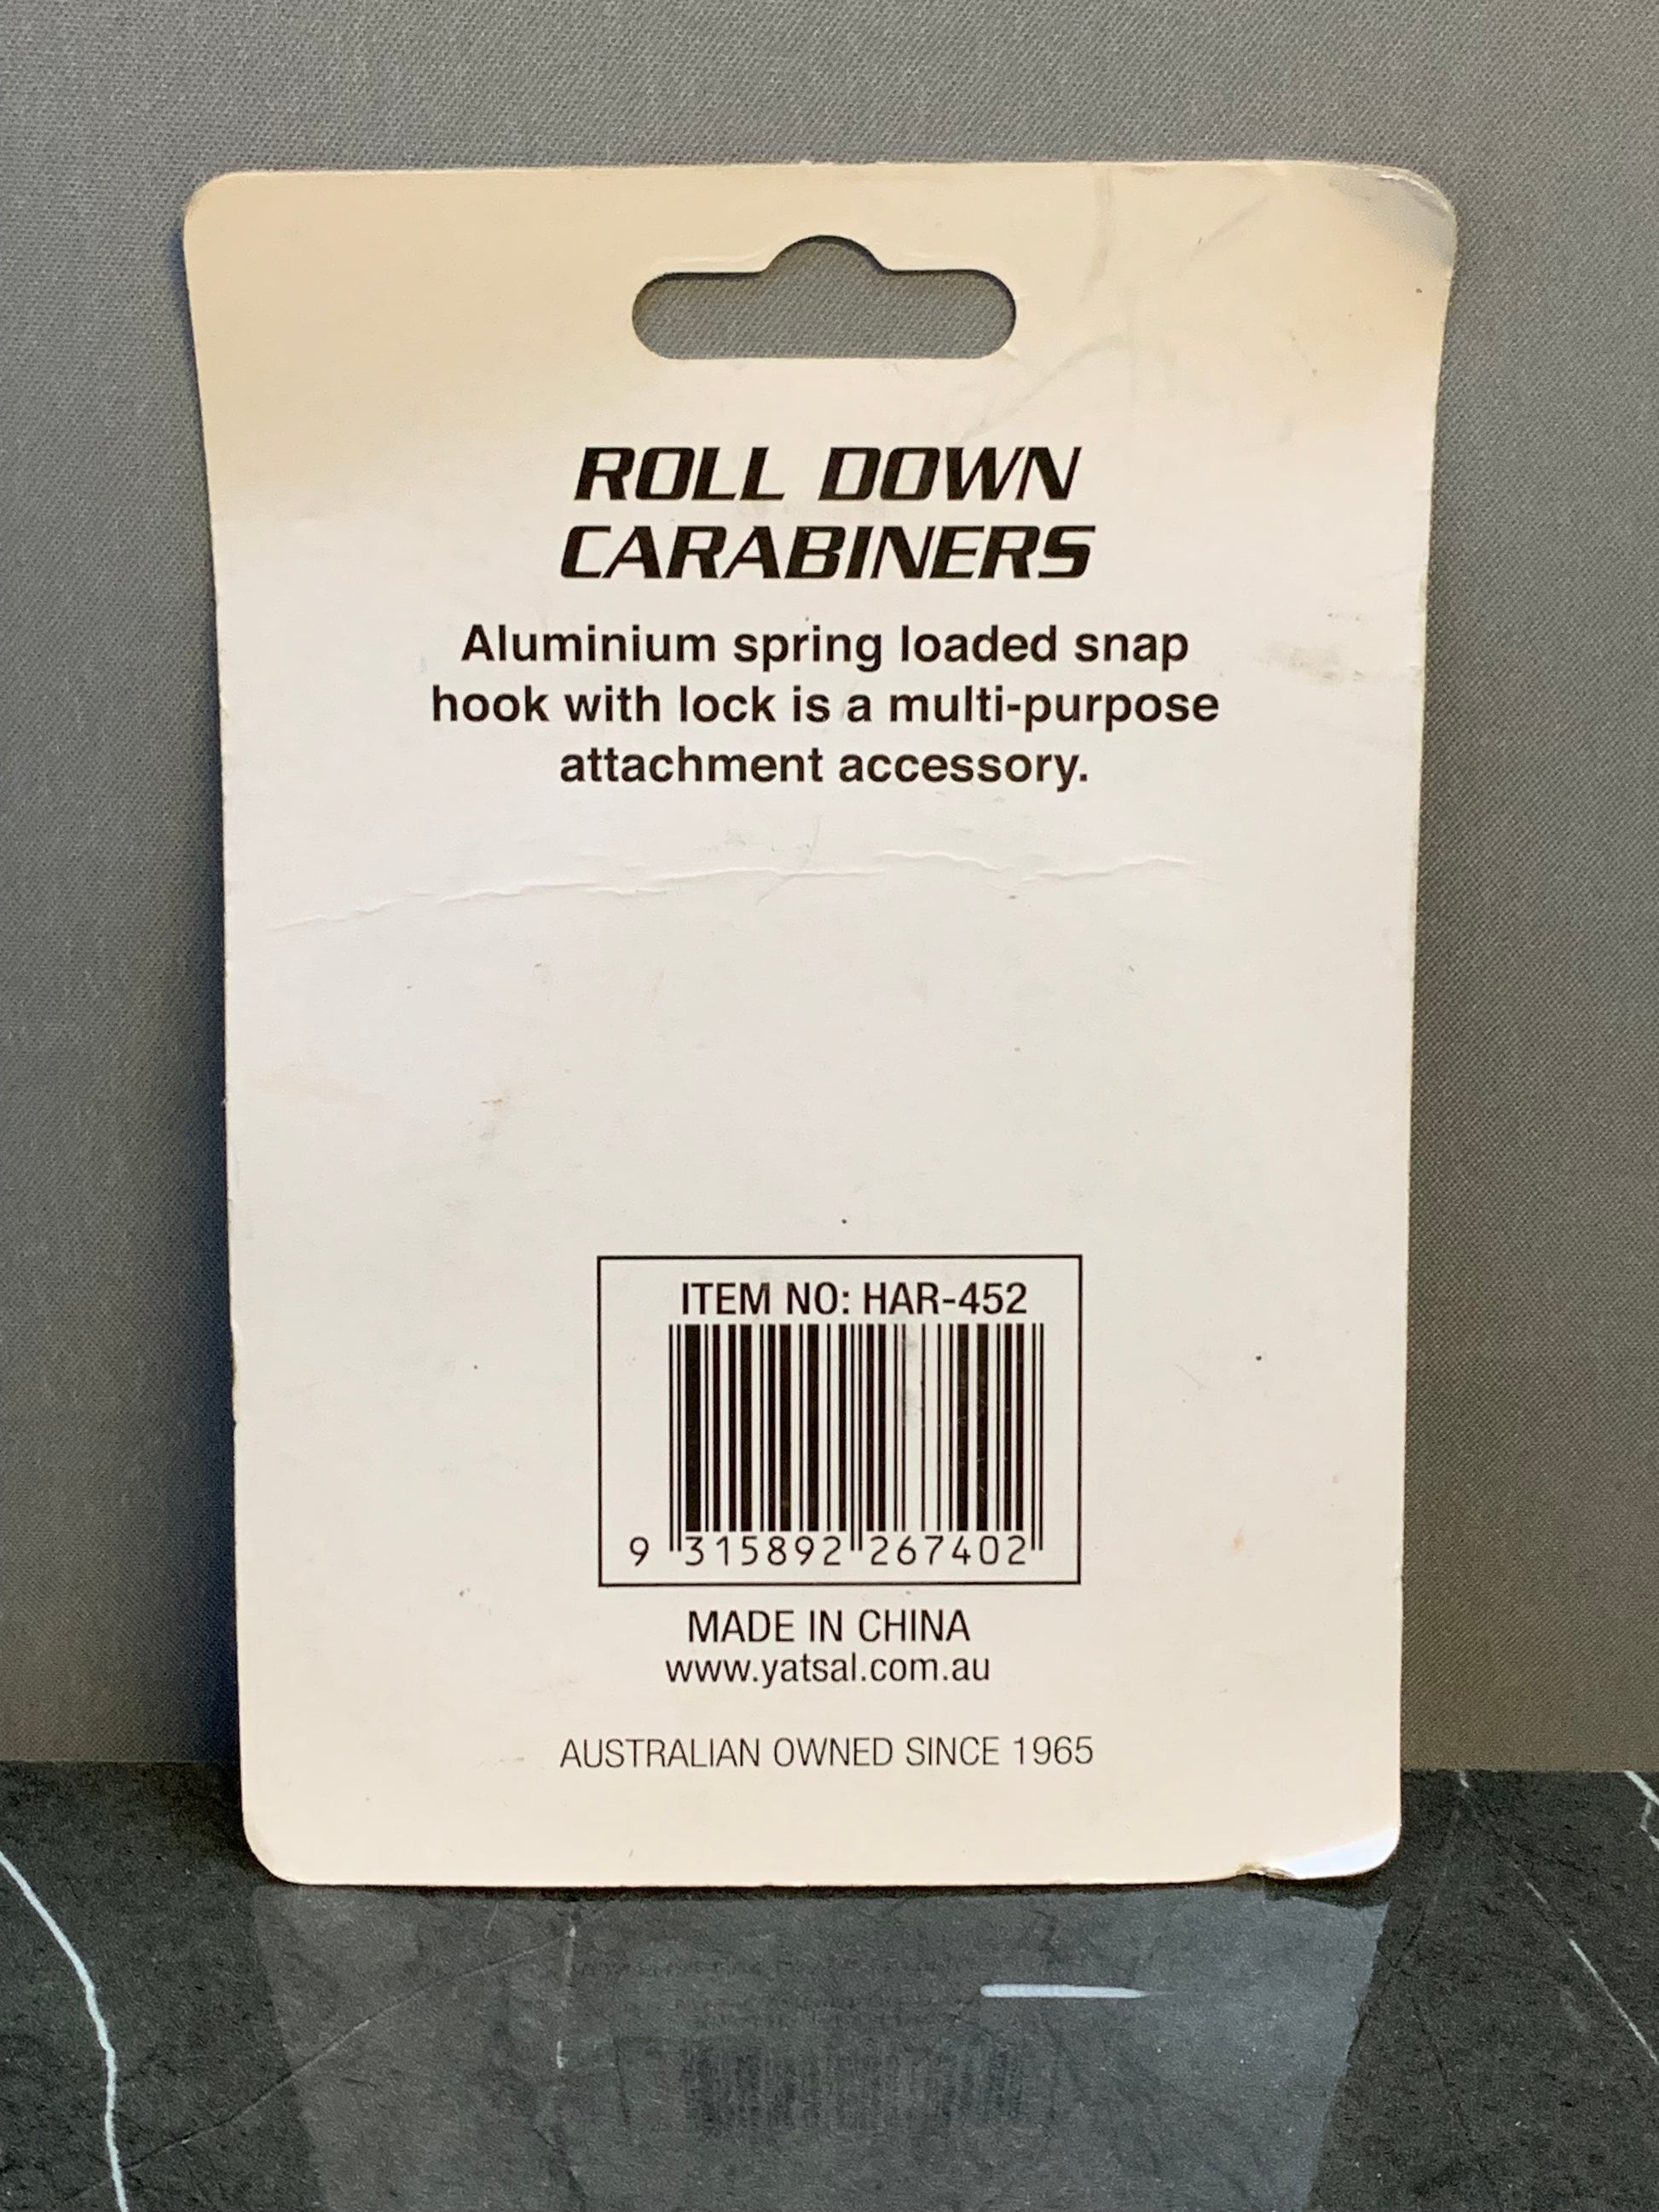 ROLL DOWN
CARABINERS
Aluminium spring loaded snap
hook with lock is a multi-purpose
attachment accessory.
ITEM NO: HAR-452
9 315892 267402
MADE IN CHINA
www.yatsal.com.au
AUSTRALIAN OWNED SINCE 1965